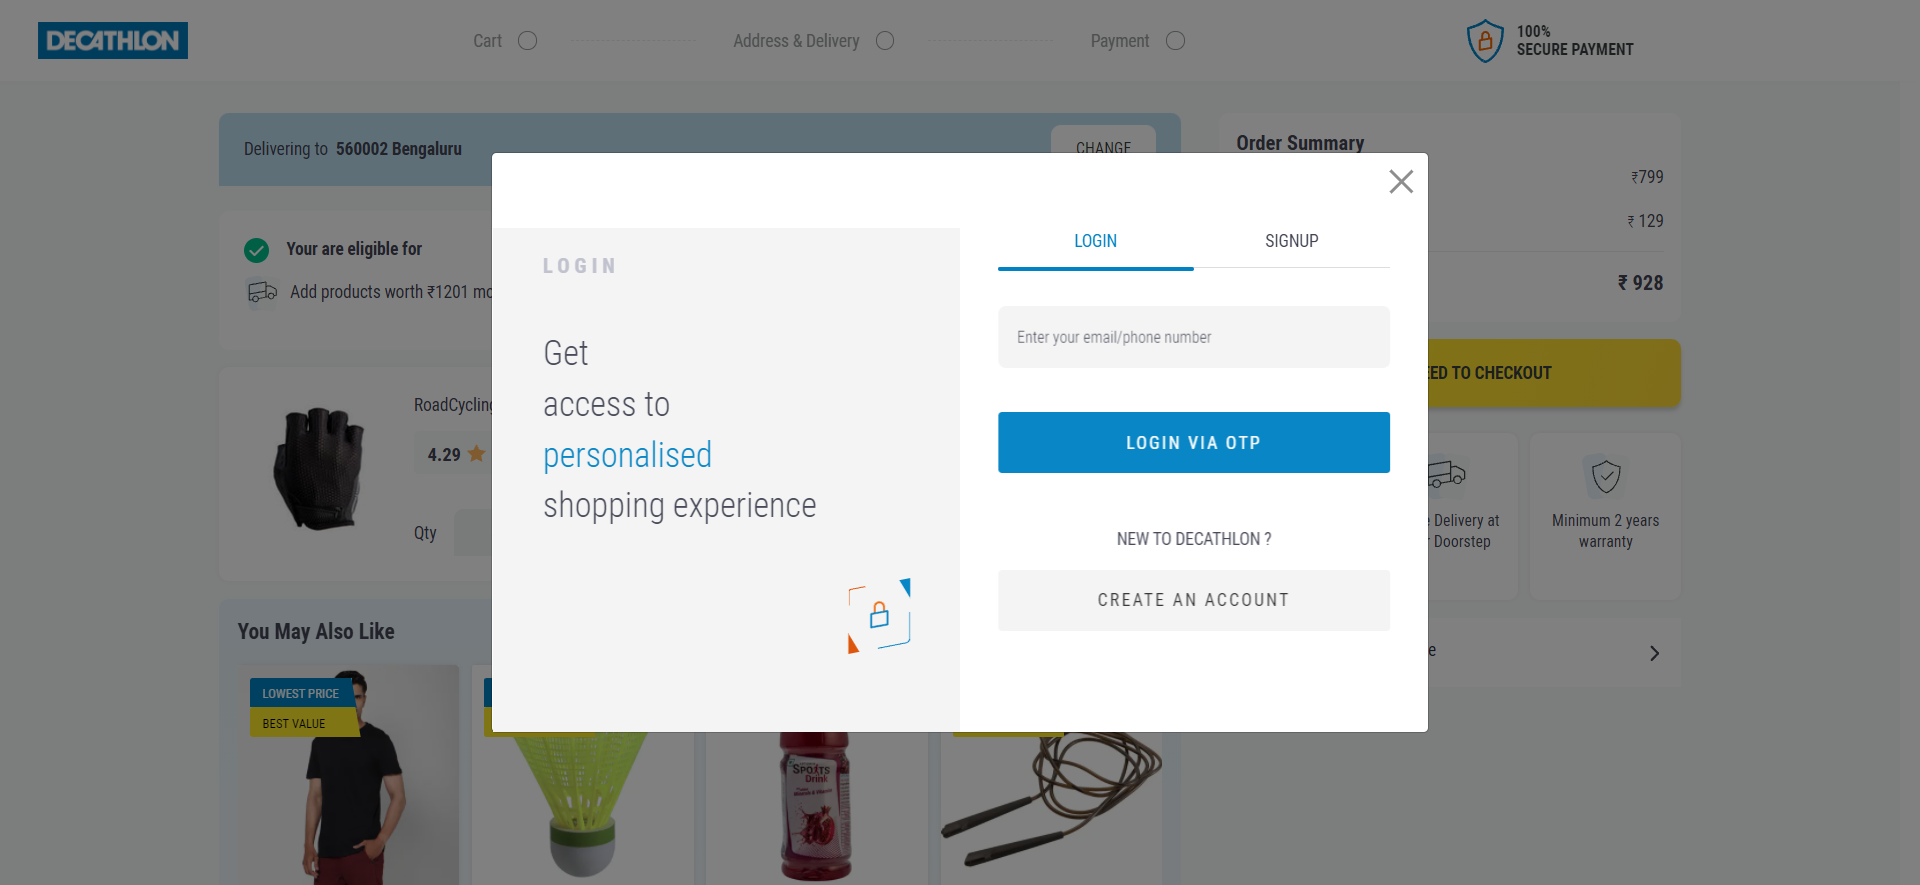 DECATHLON
Cart
Address & Delivery
Payment
100%
SECURE PAYMENT
Delivering to 560002 Bengaluru
CHANGE
Order Summary
₹799
₹ 129
₹ 928
Your are eligible for
Add products worth ₹1201
RoadCycling
4.29
Qty
LOGIN
Get
access to
personalised
shopping experience
LOGIN
SIGNUP
Enter your email/phone number
LOGIN VIA OTP
NEW TO DECATHLON ?
CREATE AN ACCOUNT
TO CHECKOUT
Delivery at
Doorstep
Minimum 2 years
warranty
You May Also Like
LOWEST PRICE
BEST VALUE
SPORTS
Drink